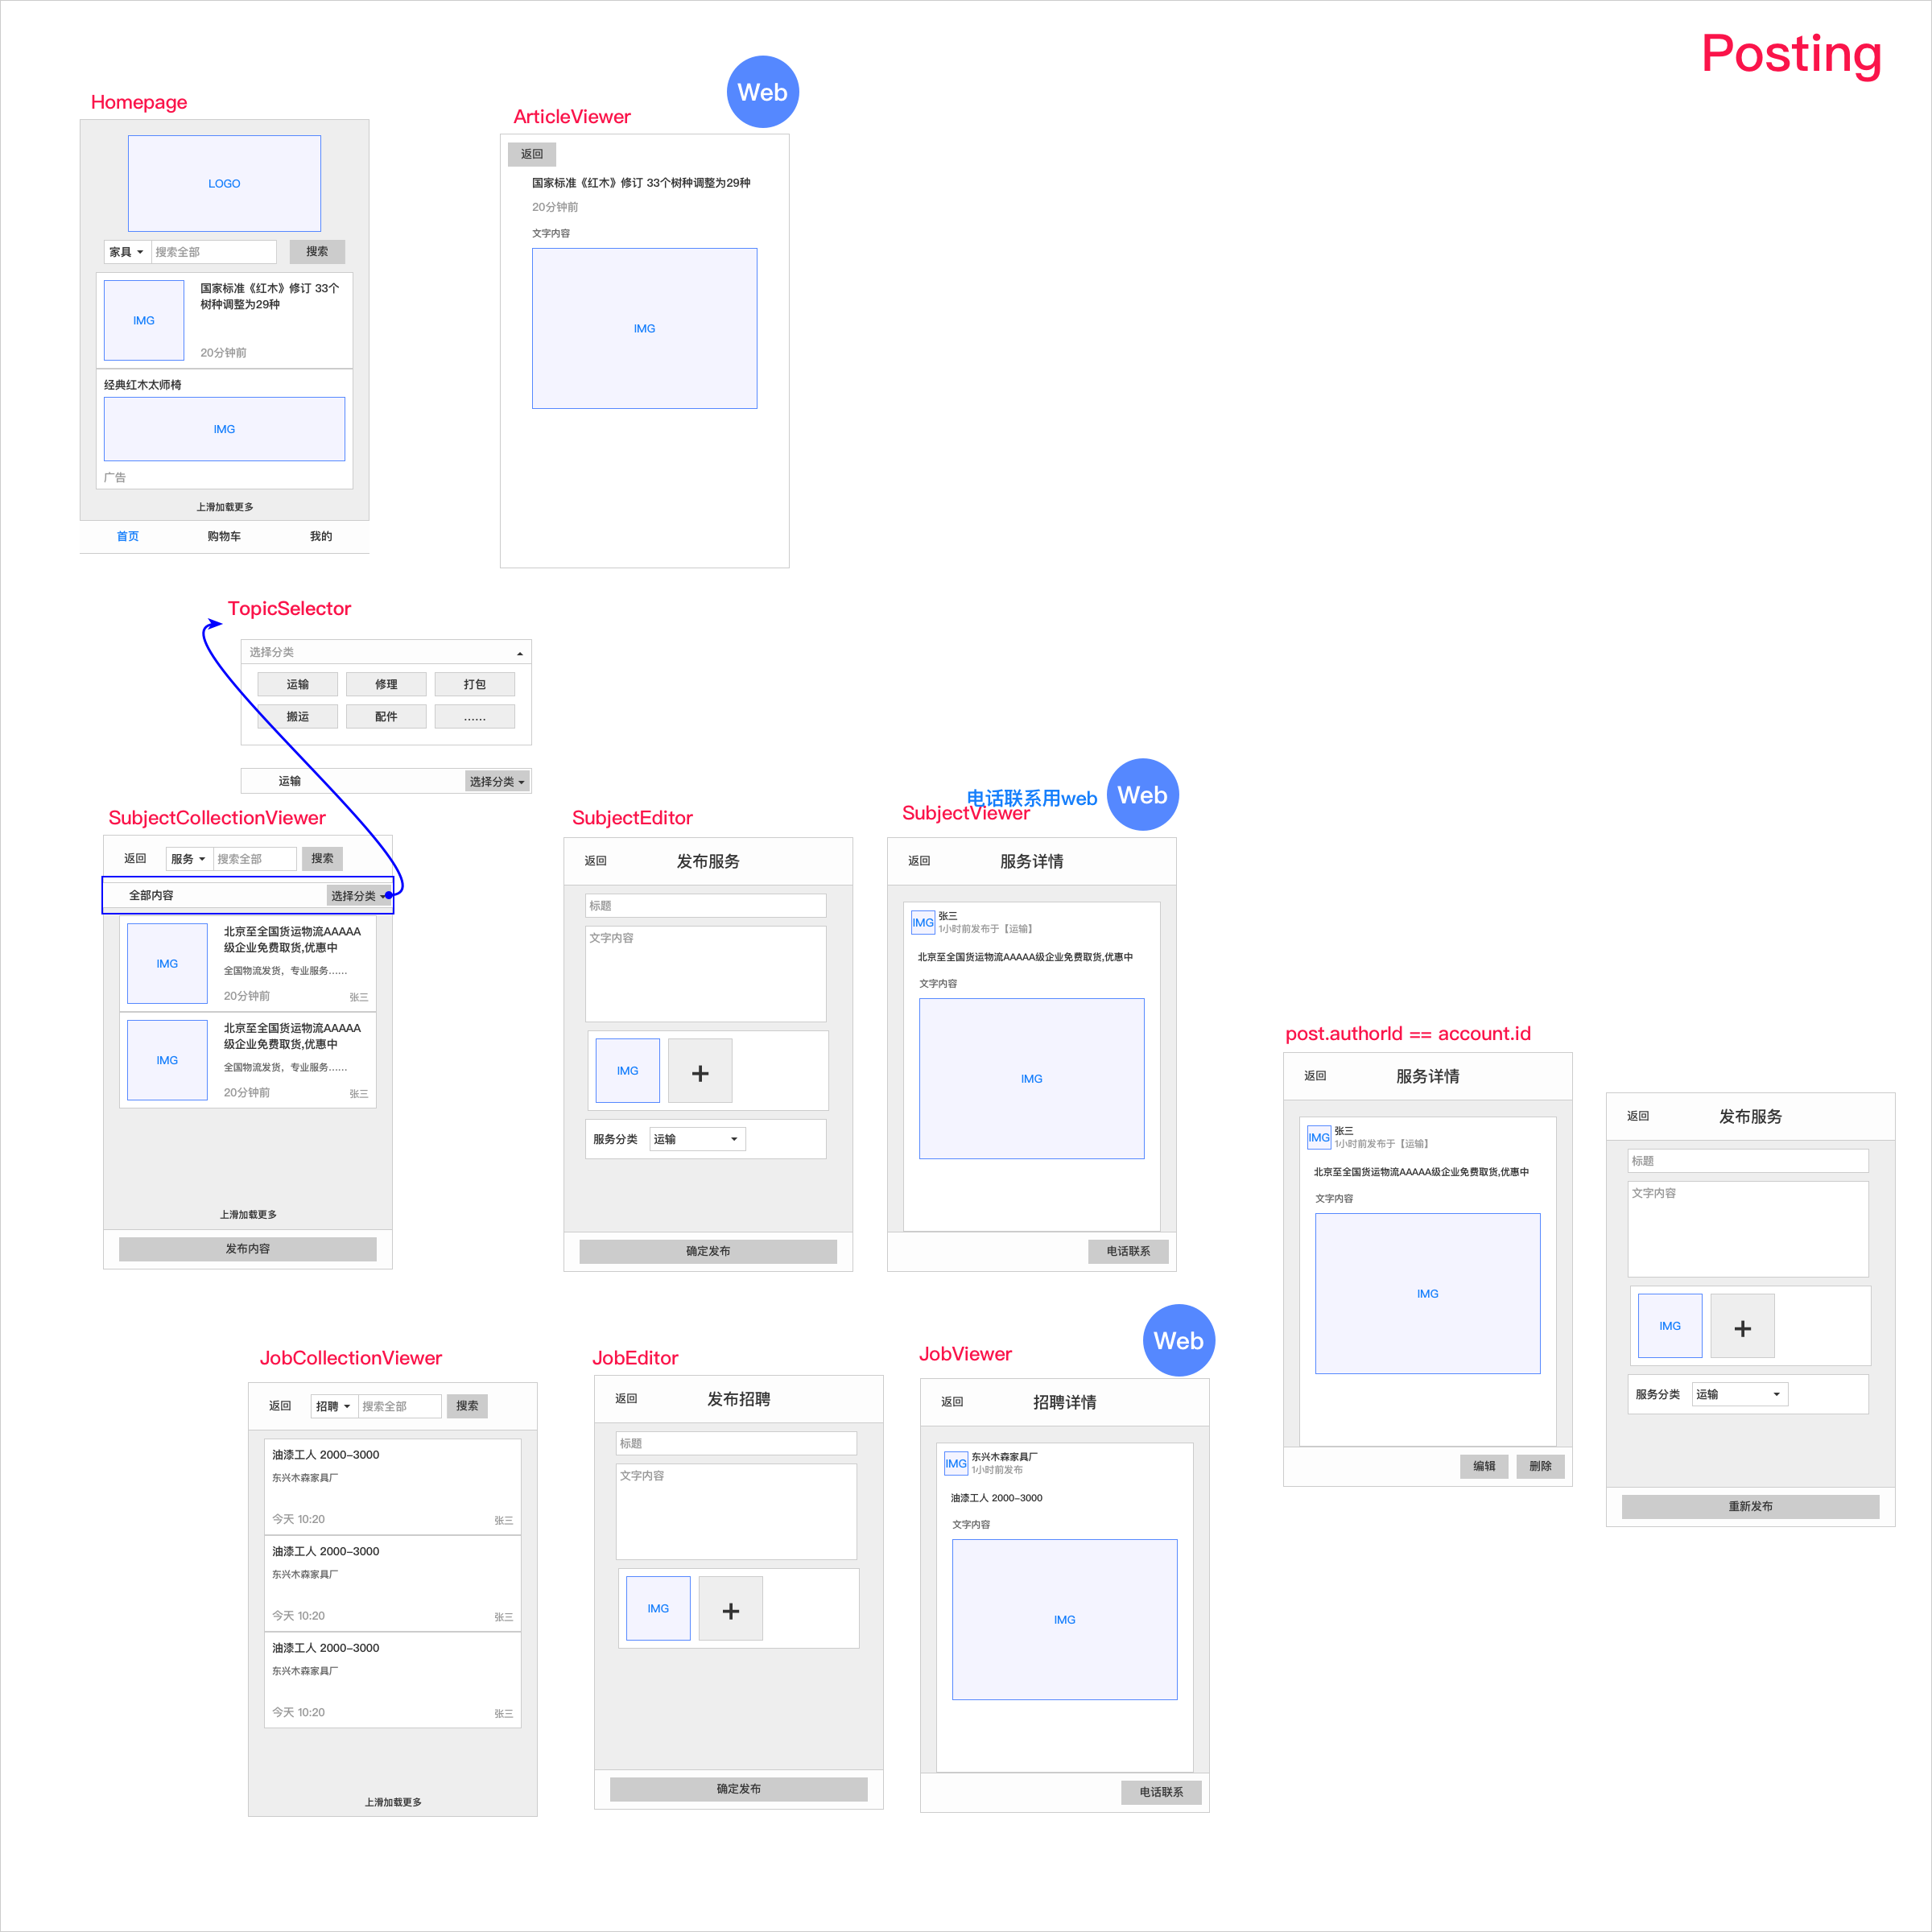 Posting
Homepage
LOGO
家具
搜索全部
搜索
IMG
国家标准《红木》修订 33个
树种调整为29种
20分钟前
经典红木太师椅
IMG
广告
上滑加载更多
首页
购物车
我的
Web
ArticleViewer
返回
国家标准《红木》修订 33个树种调整为29种
20分钟前
文字内容
IMG
TopicSelector
选择分类
运输
修理
打包
搬运
配件
……
运输
选择分类
SubjectCollectionViewer
返回
服务
搜索全部
搜索
全部内容
选择分类
IMG
北京至全国货运物流AAAAA
级企业免费取货,优惠中
全国物流发货，专业服务……
20分钟前
张三
IMG
北京至全国货运物流AAAAA
级企业免费取货,优惠中
全国物流发货，专业服务……
20分钟前
张三
上滑加载更多
发布内容
SubjectEditor
返回
发布服务
标题
文字内容
IMG
+
服务分类
运输
确定发布
电话联系用web
Web
SubjectViewer
返回
服务详情
IMG
张三
1小时前发布于【运输】
北京至全国货运物流AAAAA级企业免费取货,优惠中
文字内容
IMG
电话联系
post.authorId == account.id
返回
服务详情
IMG
张三
1小时前发布于【运输】
北京至全国货运物流AAAAA级企业免费取货,优惠中
文字内容
IMG
编辑
删除
返回
发布服务
标题
文字内容
IMG
+
服务分类
运输
重新发布
JobCollectionViewer
返回
招聘
搜索全部
搜索
油漆工人 2000-3000
东兴木森家具厂
今天 10:20
张三
油漆工人 2000-3000
东兴木森家具厂
今天 10:20
张三
油漆工人 2000-3000
东兴木森家具厂
今天 10:20
张三
上滑加载更多
JobEditor
返回
发布招聘
标题
文字内容
IMG
+
确定发布
Web
JobViewer
返回
招聘详情
IMG
东兴木森家具厂
1小时前发布
油漆工人 2000-3000
文字内容
IMG
电话联系